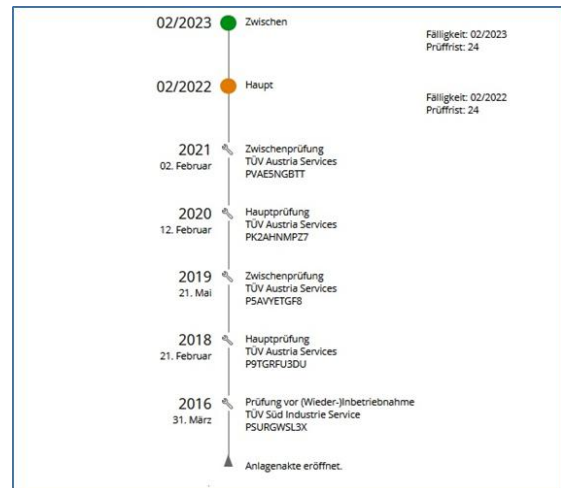 02/2023
Zwischen
Fälligkeit: 02/2023
Prüffrist: 24
02/2022
Haupt
Fälligkeit: 02/2022
Prüffrist: 24
2021
02. Februar
Zwischenprüfung
TÜV Austria Services
PVAE5NGBTT
2020
12. Februar
Hauptprüfung
TÜV Austria Services
PK2AHNMPZ7
2019
21. Mai
Zwischenprüfung
TÜV Austria Services
P5AVYETGF8
2018
21. Februar
Hauptprüfung
TÜV Austria Services
P9TGRFU3DU
2016
31. März
Prüfung vor (Wieder-)Inbetriebnahme
TÜV Süd Industrie Service
PSURGWSL3X
Anlagenakte eröffnet.